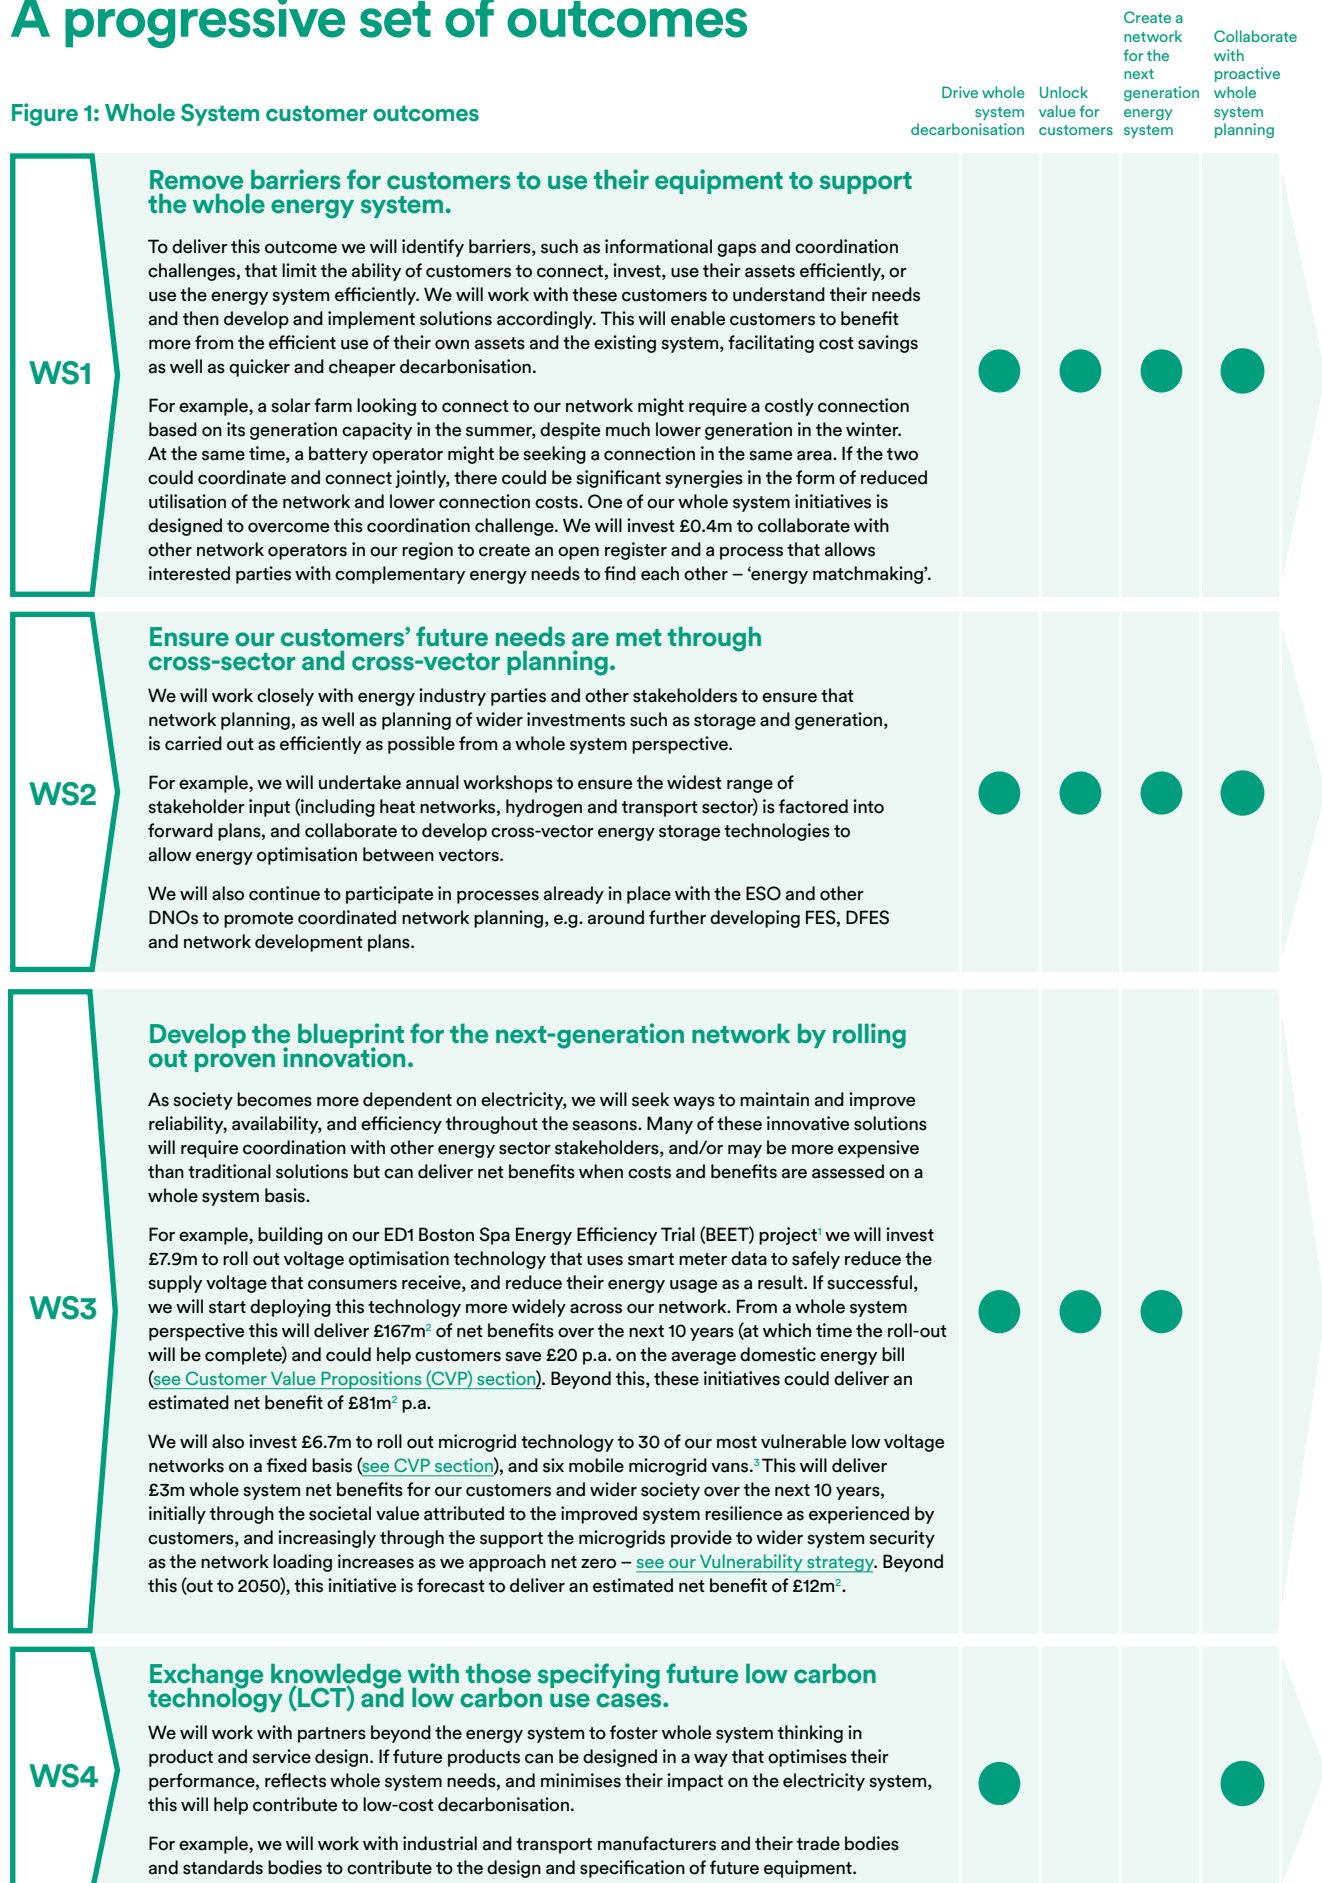 A progressive set of outcomes
Figure 1: Whole System customer outcomes
Drive whole
system
decarbonisation
Unlock
value for
customers
Create a
network
for the
next
generation
energy
system
Collaborate
with
proactive
whole
system
planning
WS1
Remove barriers for customers to use their equipment to support
the whole energy system.
To deliver this outcome we will identify barriers, such as informational gaps and coordination
challenges, that limit the ability of customers to connect, invest, use their assets efficiently, or
use the energy system efficiently. We will work with these customers to understand their needs
and then develop and implement solutions accordingly. This will enable customers to benefit
more from the efficient use of their own assets and the existing system, facilitating cost savings
as well as quicker and cheaper decarbonisation.
For example, a solar farm looking to connect to our network might require a costly connection
based on its generation capacity in the summer, despite much lower generation in the winter.
At the same time, a battery operator might be seeking a connection in the same area. If the two
could coordinate and connect jointly, there could be significant synergies in the form of reduced
utilisation of the network and lower connection costs. One of our whole system initiatives is
designed to overcome this coordination challenge. We will invest £0.4m to collaborate with
other network operators in our region to create an open register and a process that allows
interested parties with complementary energy needs to find each other – ‘energy matchmaking’.
WS2
Ensure our customers’ future needs are met through
cross-sector and cross-vector planning.
We will work closely with energy industry parties and other stakeholders to ensure that
network planning, as well as planning of wider investments such as storage and generation,
is carried out as efficiently as possible from a whole system perspective.
For example, we will undertake annual workshops to ensure the widest range of
stakeholder input (including heat networks, hydrogen and transport sector) is factored into
forward plans, and collaborate to develop cross-vector energy storage technologies to
allow energy optimisation between vectors.
We will also continue to participate in processes already in place with the ESO and other
DNOs to promote coordinated network planning, e.g. around further developing FES, DFES
and network development plans.
WS3
Develop the blueprint for the next-generation network by rolling
out proven innovation.
As society becomes more dependent on electricity, we will seek ways to maintain and improve
reliability, availability, and efficiency throughout the seasons. Many of these innovative solutions
will require coordination with other energy sector stakeholders, and/or may be more expensive
than traditional solutions but can deliver net benefits when costs and benefits are assessed on a
whole system basis.
For example, building on our ED1 Boston Spa Energy Efficiency Trial (BEET) project¹ we will invest
£7.9m to roll out voltage optimisation technology that uses smart meter data to safely reduce the
supply voltage that consumers receive, and reduce their energy usage as a result. If successful,
we will start deploying this technology more widely across our network. From a whole system
perspective this will deliver £167m² of net benefits over the next 10 years (at which time the roll-out
will be complete) and could help customers save £20 p.a. on the average domestic energy bill
(see Customer Value Propositions (CVP) section). Beyond this, these initiatives could deliver an
estimated net benefit of £81m² p.a.
We will also invest £6.7m to roll out microgrid technology to 30 of our most vulnerable low voltage
networks on a fixed basis (see CVP section), and six mobile microgrid vans.³ This will deliver
£3m whole system net benefits for our customers and wider society over the next 10 years,
initially through the societal value attributed to the improved system resilience as experienced by
customers, and increasingly through the support the microgrids provide to wider system security
as the network loading increases as we approach net zero – see our Vulnerability strategy. Beyond
this (out to 2050), this initiative is forecast to deliver an estimated net benefit of £12m².
WS4
Exchange knowledge with those specifying future low carbon
technology (LCT) and low carbon use cases.
We will work with partners beyond the energy system to foster whole system thinking in
product and service design. If future products can be designed in a way that optimises their
performance, reflects whole system needs, and minimises their impact on the electricity system,
this will help contribute to low-cost decarbonisation.
For example, we will work with industrial and transport manufacturers and their trade bodies
and standards bodies to contribute to the design and specification of future equipment.